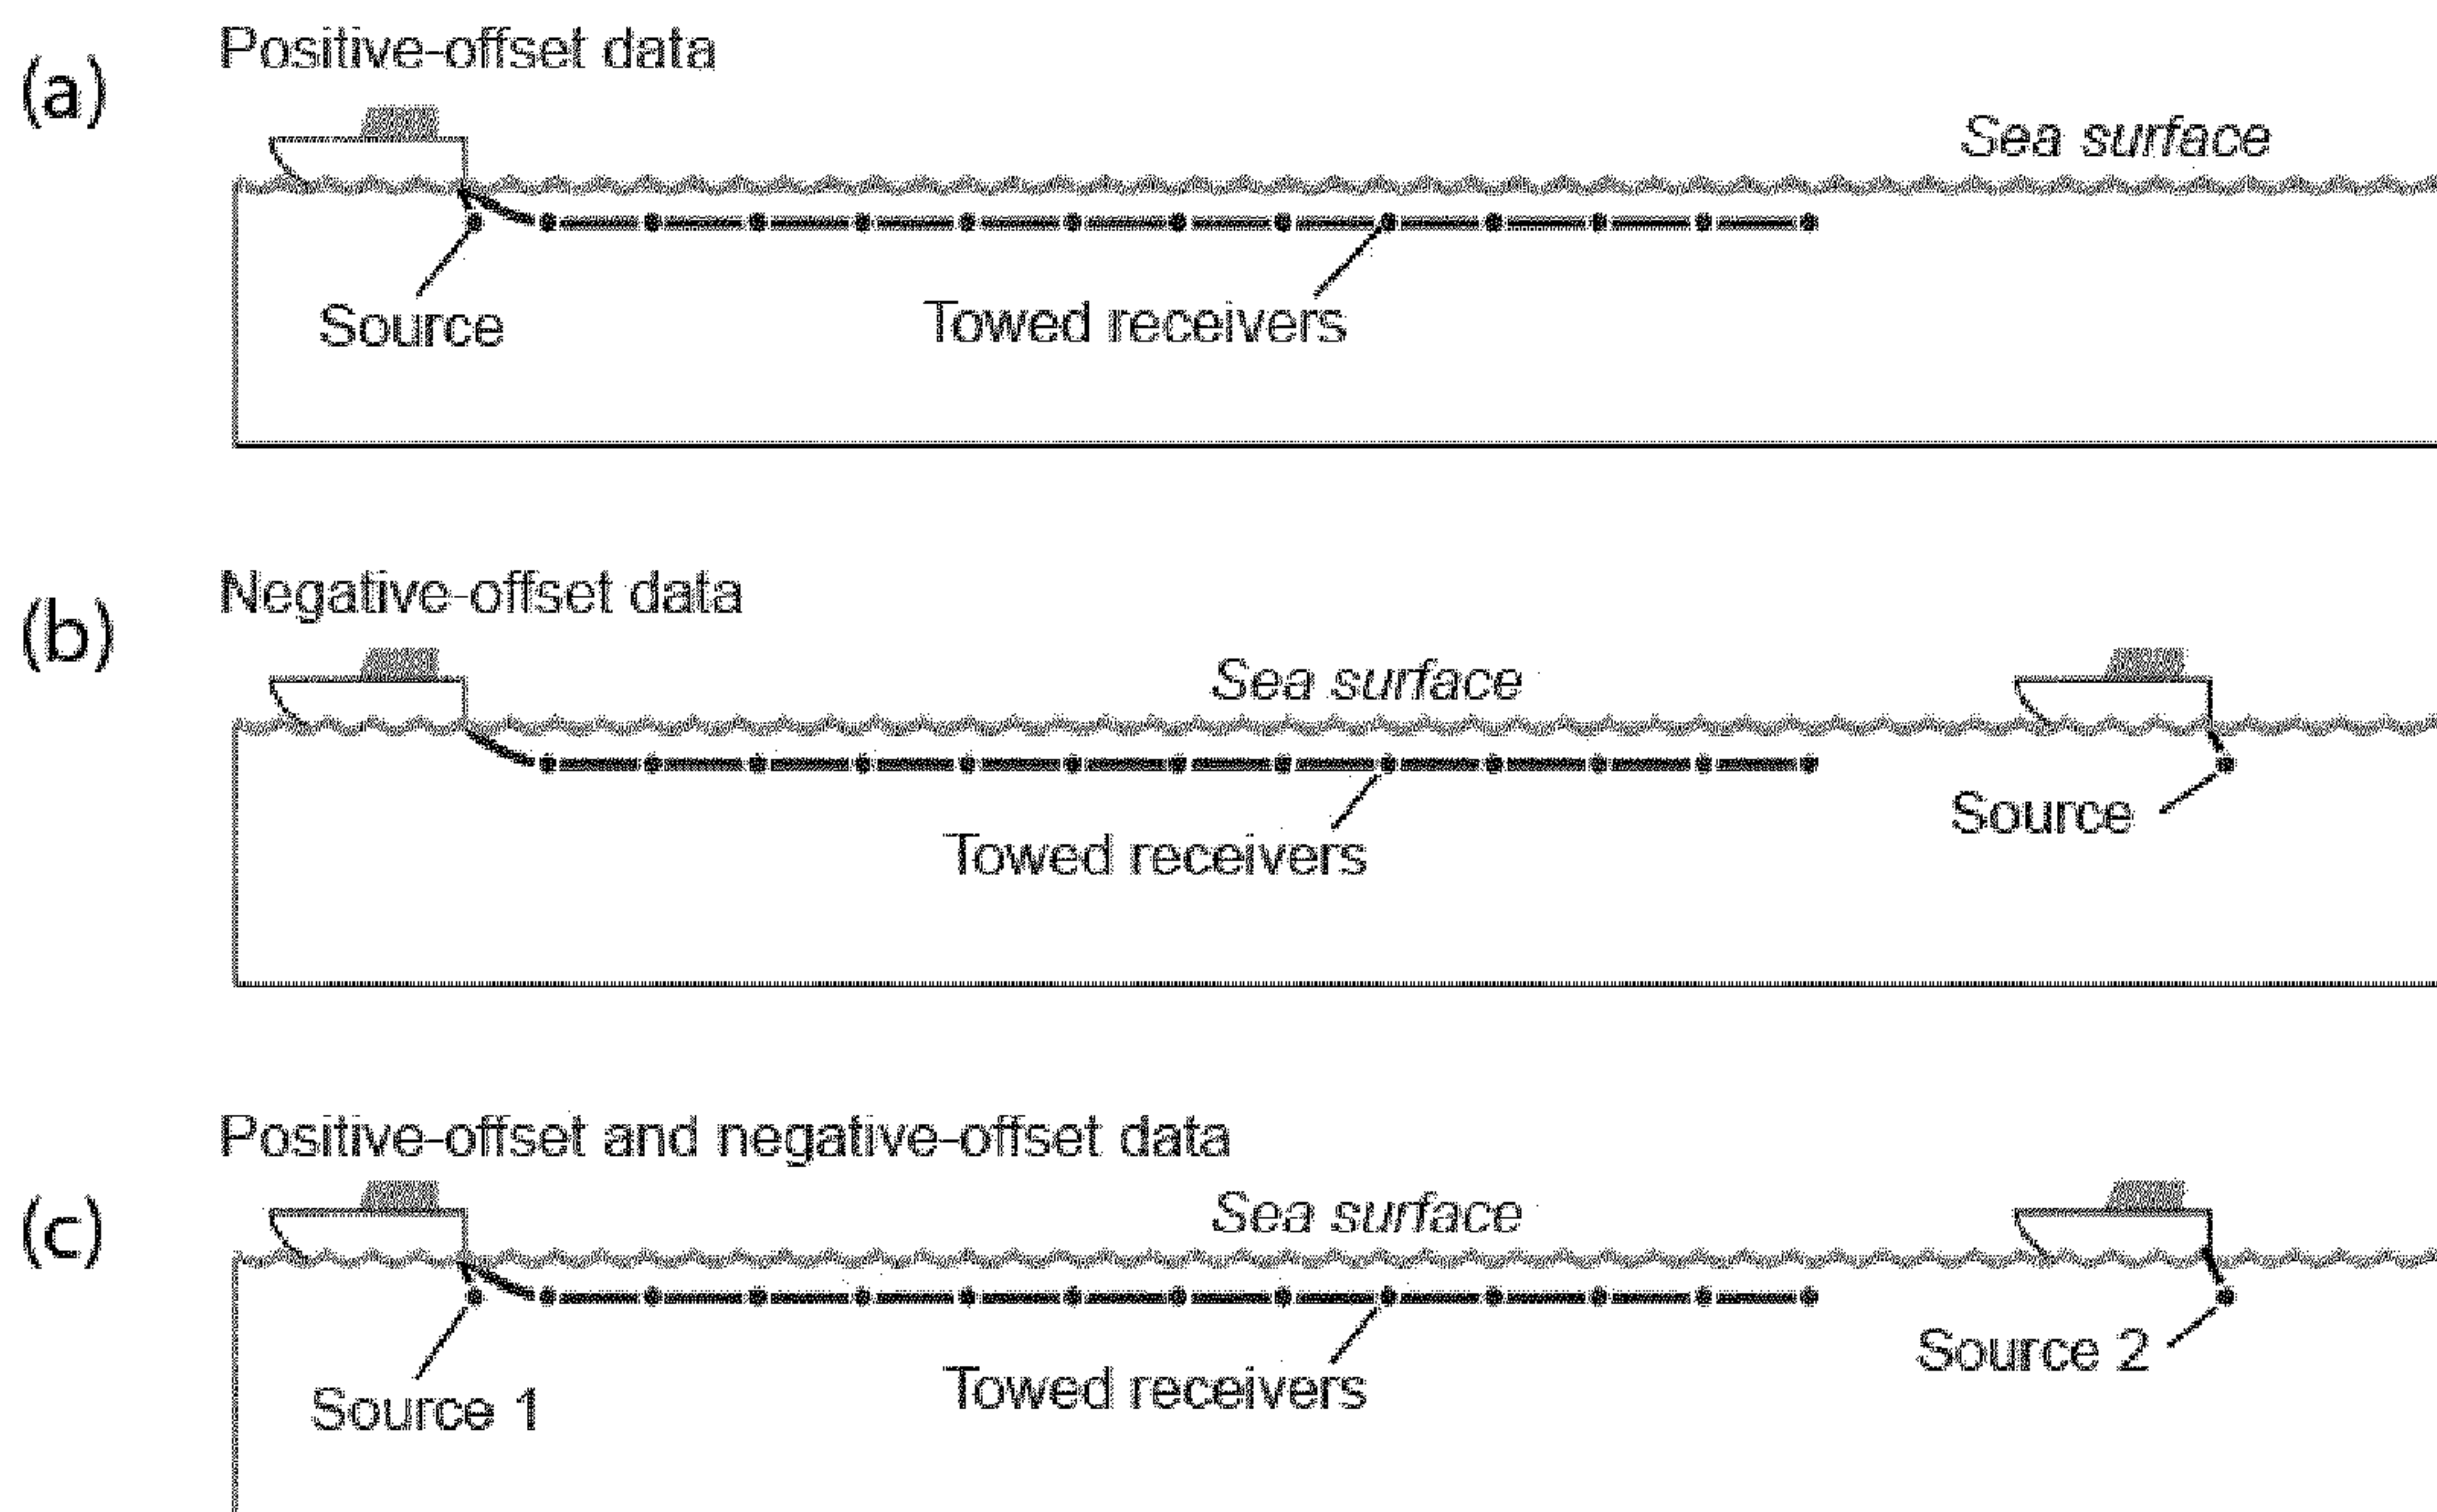 (a)
Positive-offset data
Sea surface
Source
Towed receivers
(b)
Negative-offset data
Sea surface
Source
Towed receivers
(c)
Positive-offset and negative-offset data
Sea surface
Source 2
Towed receivers
Source 1